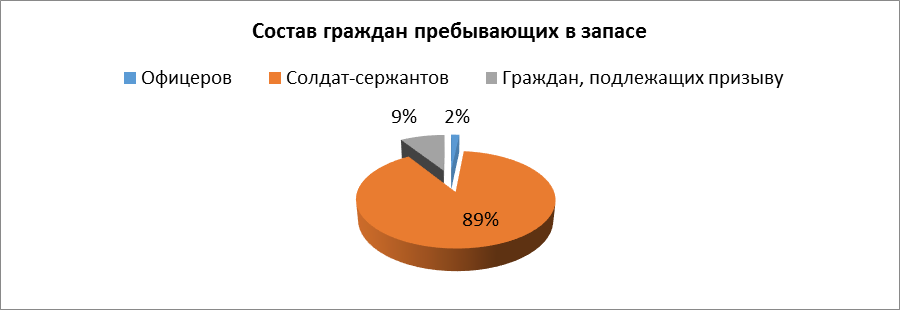 Состав граждан пребывающих в запасе
Офицеров Солдат-сержантов Граждан, подлежащих призыву
9% 2%
89%